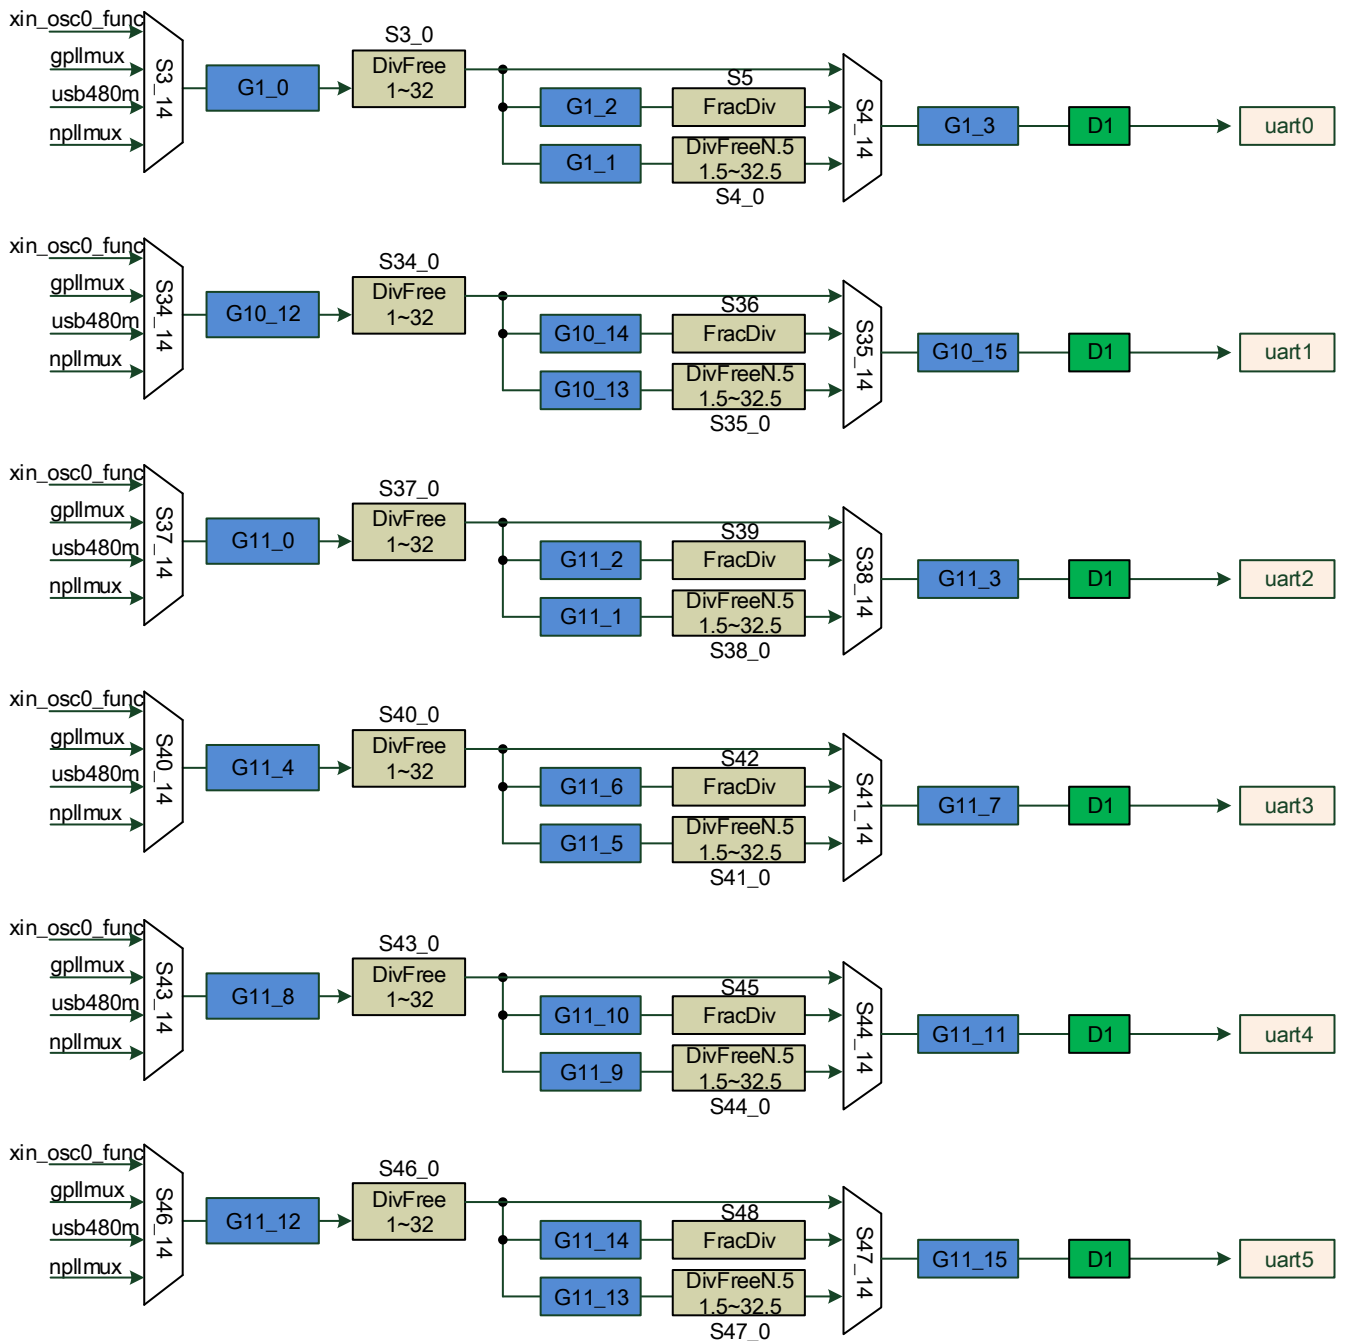 xin_osc0_func
gpllmux
usb480m
npllmux
S3_14
G1_0
S3_0
DivFree
1~32
G1_2
S5
FracDiv
G1_1
DivFreeN.5
1.5~32.5
S4_0
S4_14
G1_3
D1
uart0
xin_osc0_func
gpllmux
usb480m
npllmux
S34_14
G10_12
S34_0
DivFree
1~32
G10_14
S36
FracDiv
G10_13
DivFreeN.5
1.5~32.5
S35_0
S35_14
G10_15
D1
uart1
xin_osc0_func
gpllmux
usb480m
npllmux
S37_14
G11_0
S37_0
DivFree
1~32
G11_2
S39
FracDiv
G11_1
DivFreeN.5
1.5~32.5
S38_0
S38_14
G11_3
D1
uart2
xin_osc0_func
gpllmux
usb480m
npllmux
S40_14
G11_4
S40_0
DivFree
1~32
G11_6
S42
FracDiv
G11_5
DivFreeN.5
1.5~32.5
S41_0
S41_14
G11_7
D1
uart3
xin_osc0_func
gpllmux
usb480m
npllmux
S43_14
G11_8
S43_0
DivFree
1~32
G11_10
S45
FracDiv
G11_9
DivFreeN.5
1.5~32.5
S44_0
S44_14
G11_11
D1
uart4
xin_osc0_func
gpllmux
usb480m
npllmux
S46_14
G11_12
S46_0
DivFree
1~32
G11_14
S48
FracDiv
G11_13
DivFreeN.5
1.5~32.5
S47_0
S47_14
G11_15
D1
uart5